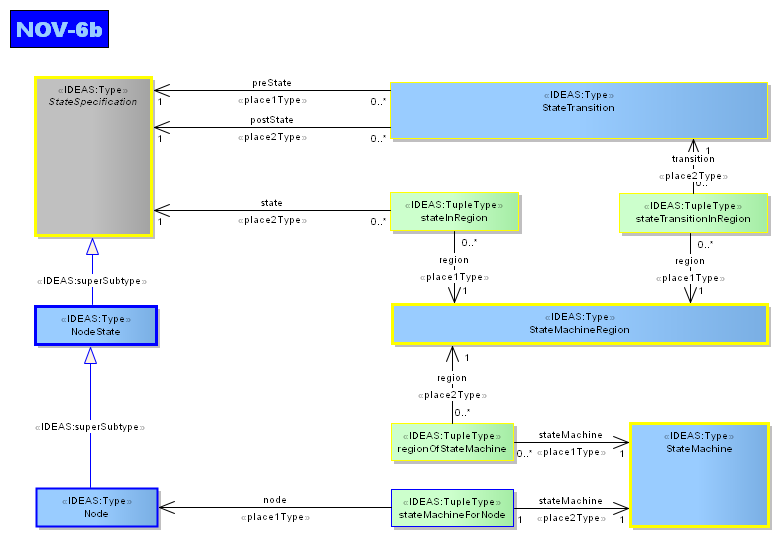 NOV-6b
«IDEAS:Type»
StateSpecification
preState
1
«place1Type»
0..*
postState
1
«place2Type»
0..*
«IDEAS:Type»
StateTransition
1
transition
«place2Type»
0..
state
1
«place2Type»
0..*
«IDEAS:TupleType»
stateInRegion
«IDEAS:TupleType»
stateTransitionInRegion
0..*
region
«place1Type»
1
0..*
region
«place1Type»
1
«IDEAS:superSubtype»
«IDEAS:Type»
NodeState
«IDEAS:Type»
StateMachineRegion
1
region
«place2Type»
0..*
«IDEAS:superSubtype»
«IDEAS:TupleType»
regionOfStateMachine
stateMachine
0..*
«place1Type»
1
«IDEAS:Type»
StateMachine
«IDEAS:Type»
Node
node
«place1Type»
«IDEAS:TupleType»
stateMachineForNode
stateMachine
1
«place2Type»
1